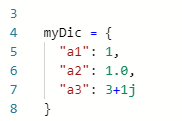 3
4 myDic = {
5   "a1": 1,
6   "a2": 1.0,
7   "a3": 3+1j
8 }